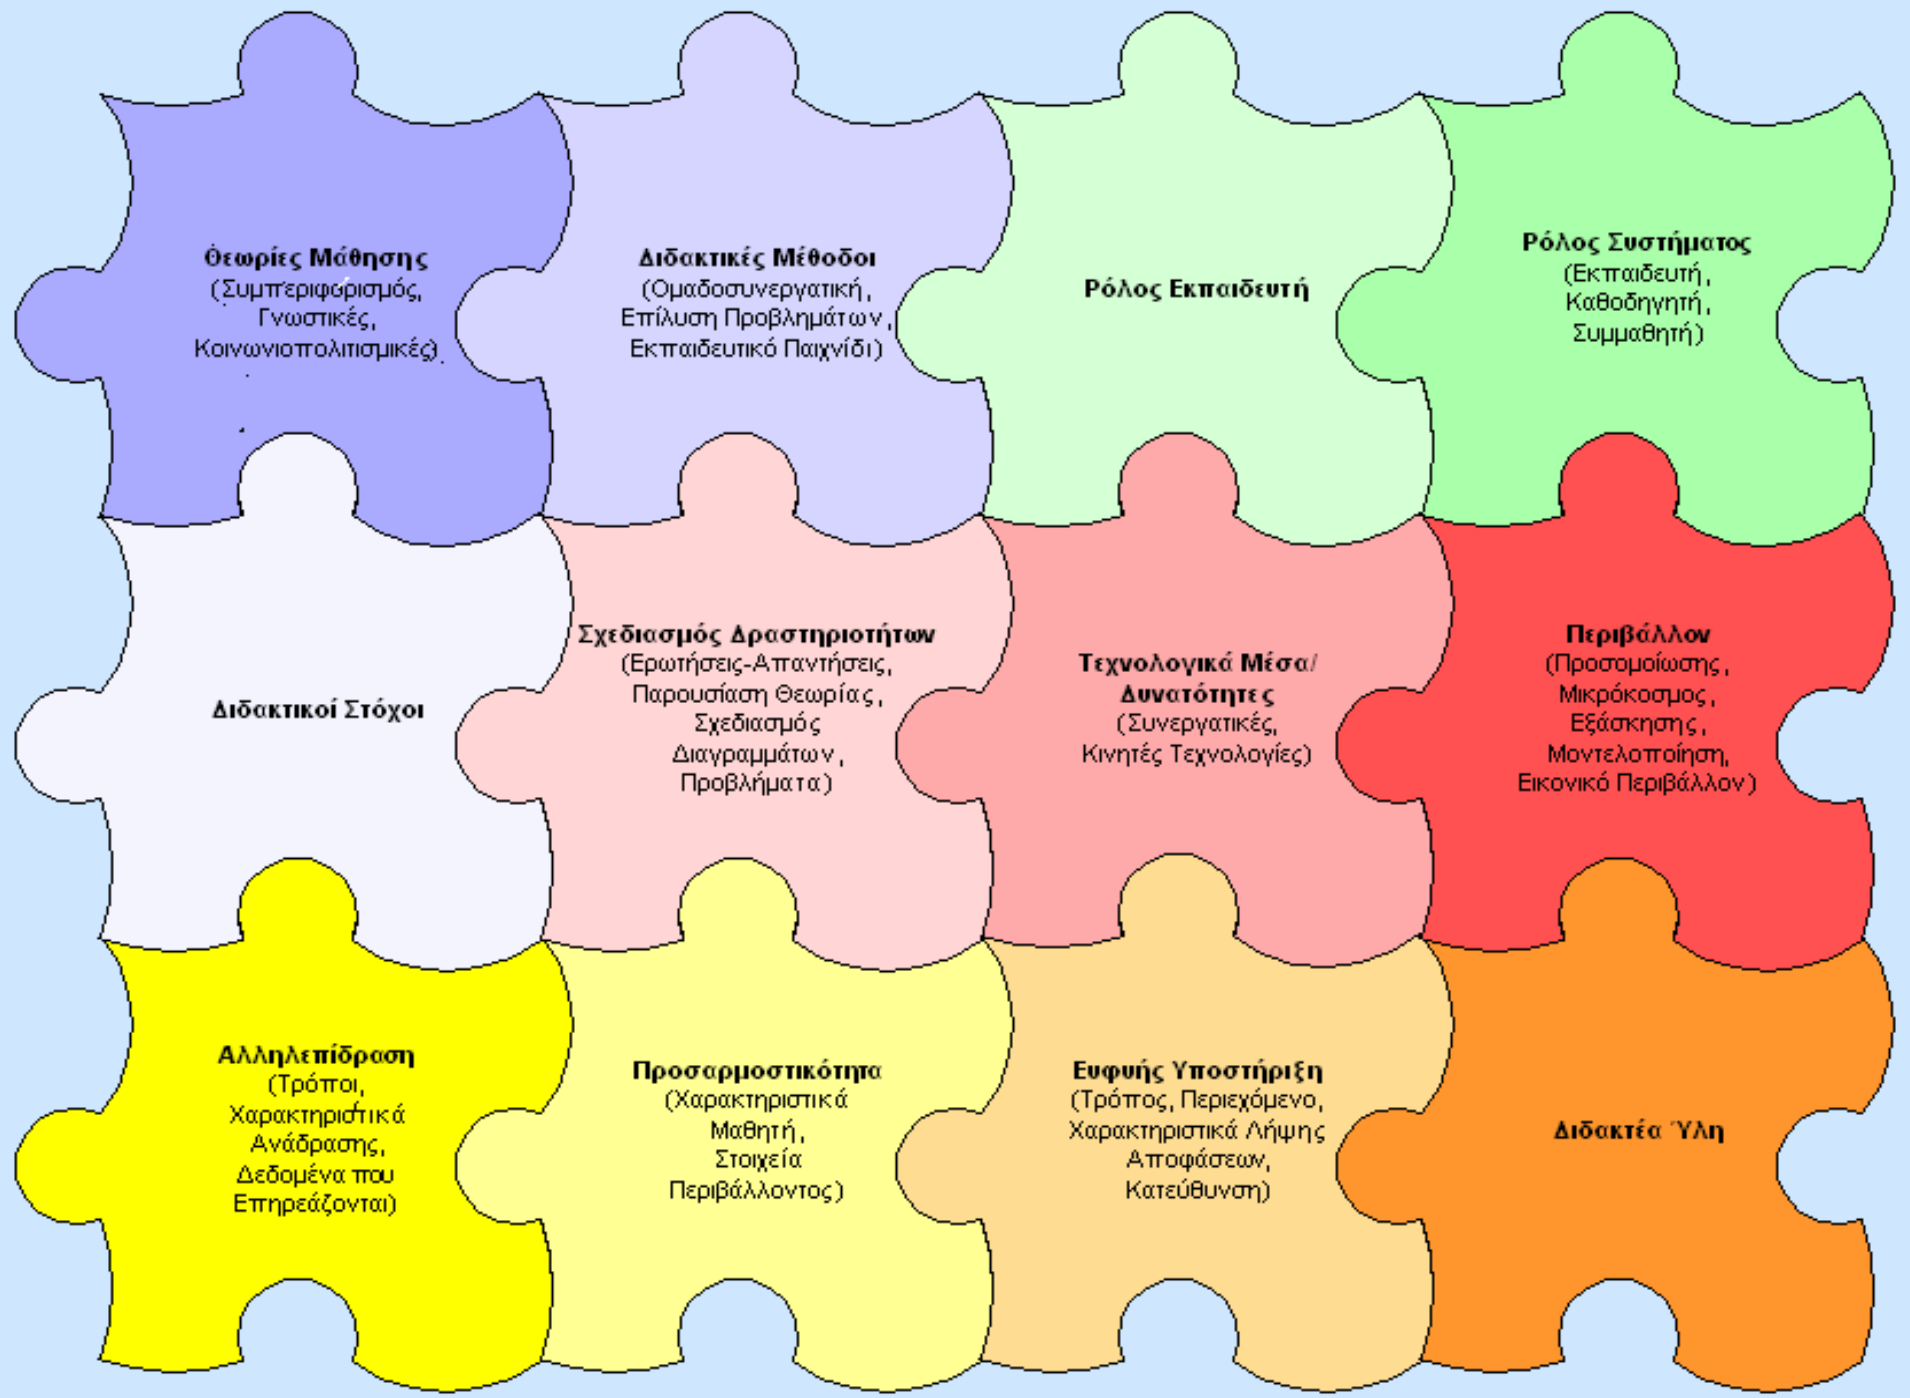 Θεωρίες Μάθησης
(Συμπεριφορισμός,
Γνωστικές,
Κοινωνιοπολιτισμικές)
Διδακτικές Μέθοδοι
(Ομαδοσυνεργατική,
Επίλυση Προβλημάτων,
Εκπαιδευτικό Παιχνίδι)
Ρόλος Εκπαιδευτή
Ρόλος Συστήματος
(Εκπαιδευτή,
Καθοδηγητή,
Συμμαθητή)
Διδακτικοί Στόχοι
Σχεδιασμός Δραστηριοτήτων
(Ερωτήσεις-Απαντήσεις,
Παρουσίαση Θεωρίας,
Σχεδιασμός
Διαγραμμάτων,
Προβλήματα)
Τεχνολογικά Μέσα/
Δυνατότητες
(Συνεργατικές,
Κινητές Τεχνολογίες)
Περιβάλλον
(Προσομοίωσης,
Μικρόκοσμος,
Εξάσκησης,
Μοντελοποίηση,
Εικονικό Περιβάλλον)
Αλληλεπίδραση
(Τρόποι,
Χαρακτηριστικά
Ανάδρασης,
Δεδομένα που
Επηρεάζονται)
Προσαρμοστικότητα
(Χαρακτηριστικά
Μαθητή,
Στοιχεία
Περιβάλλοντος)
Ευφυής Υποστήριξη
(Τρόπος, Περιεχόμενο,
Χαρακτηριστικά Λήψης
Αποφάσεων,
Κατεύθυνση)
Διδακτέα Ύλη